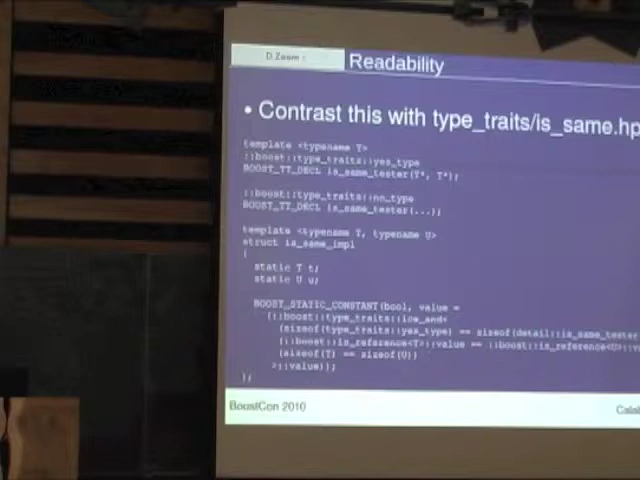 Readability
• Contrast this with type_traits/is_same.hp
template <typename T>
::boost::type_traits::yes_type
BOOST_TT_DECL is_same_tester(T*, T*);
::boost::type_traits::no_type
BOOST_TT_DECL is_same_tester(...);
template <typename T, typename U>
struct is_same_impl
{
static T t;
static U u;
BOOST_STATIC_CONSTANT(bool, value =
(::boost::type_traits::ice_and<
(sizeof(type_traits::yes_type) == sizeof(detail::is_same_tester
(::boost::is_reference<T>::value == ::boost::is_reference<U>::v
(sizeof(T) == sizeof(U))
>::value));
};
BoostCon 2010